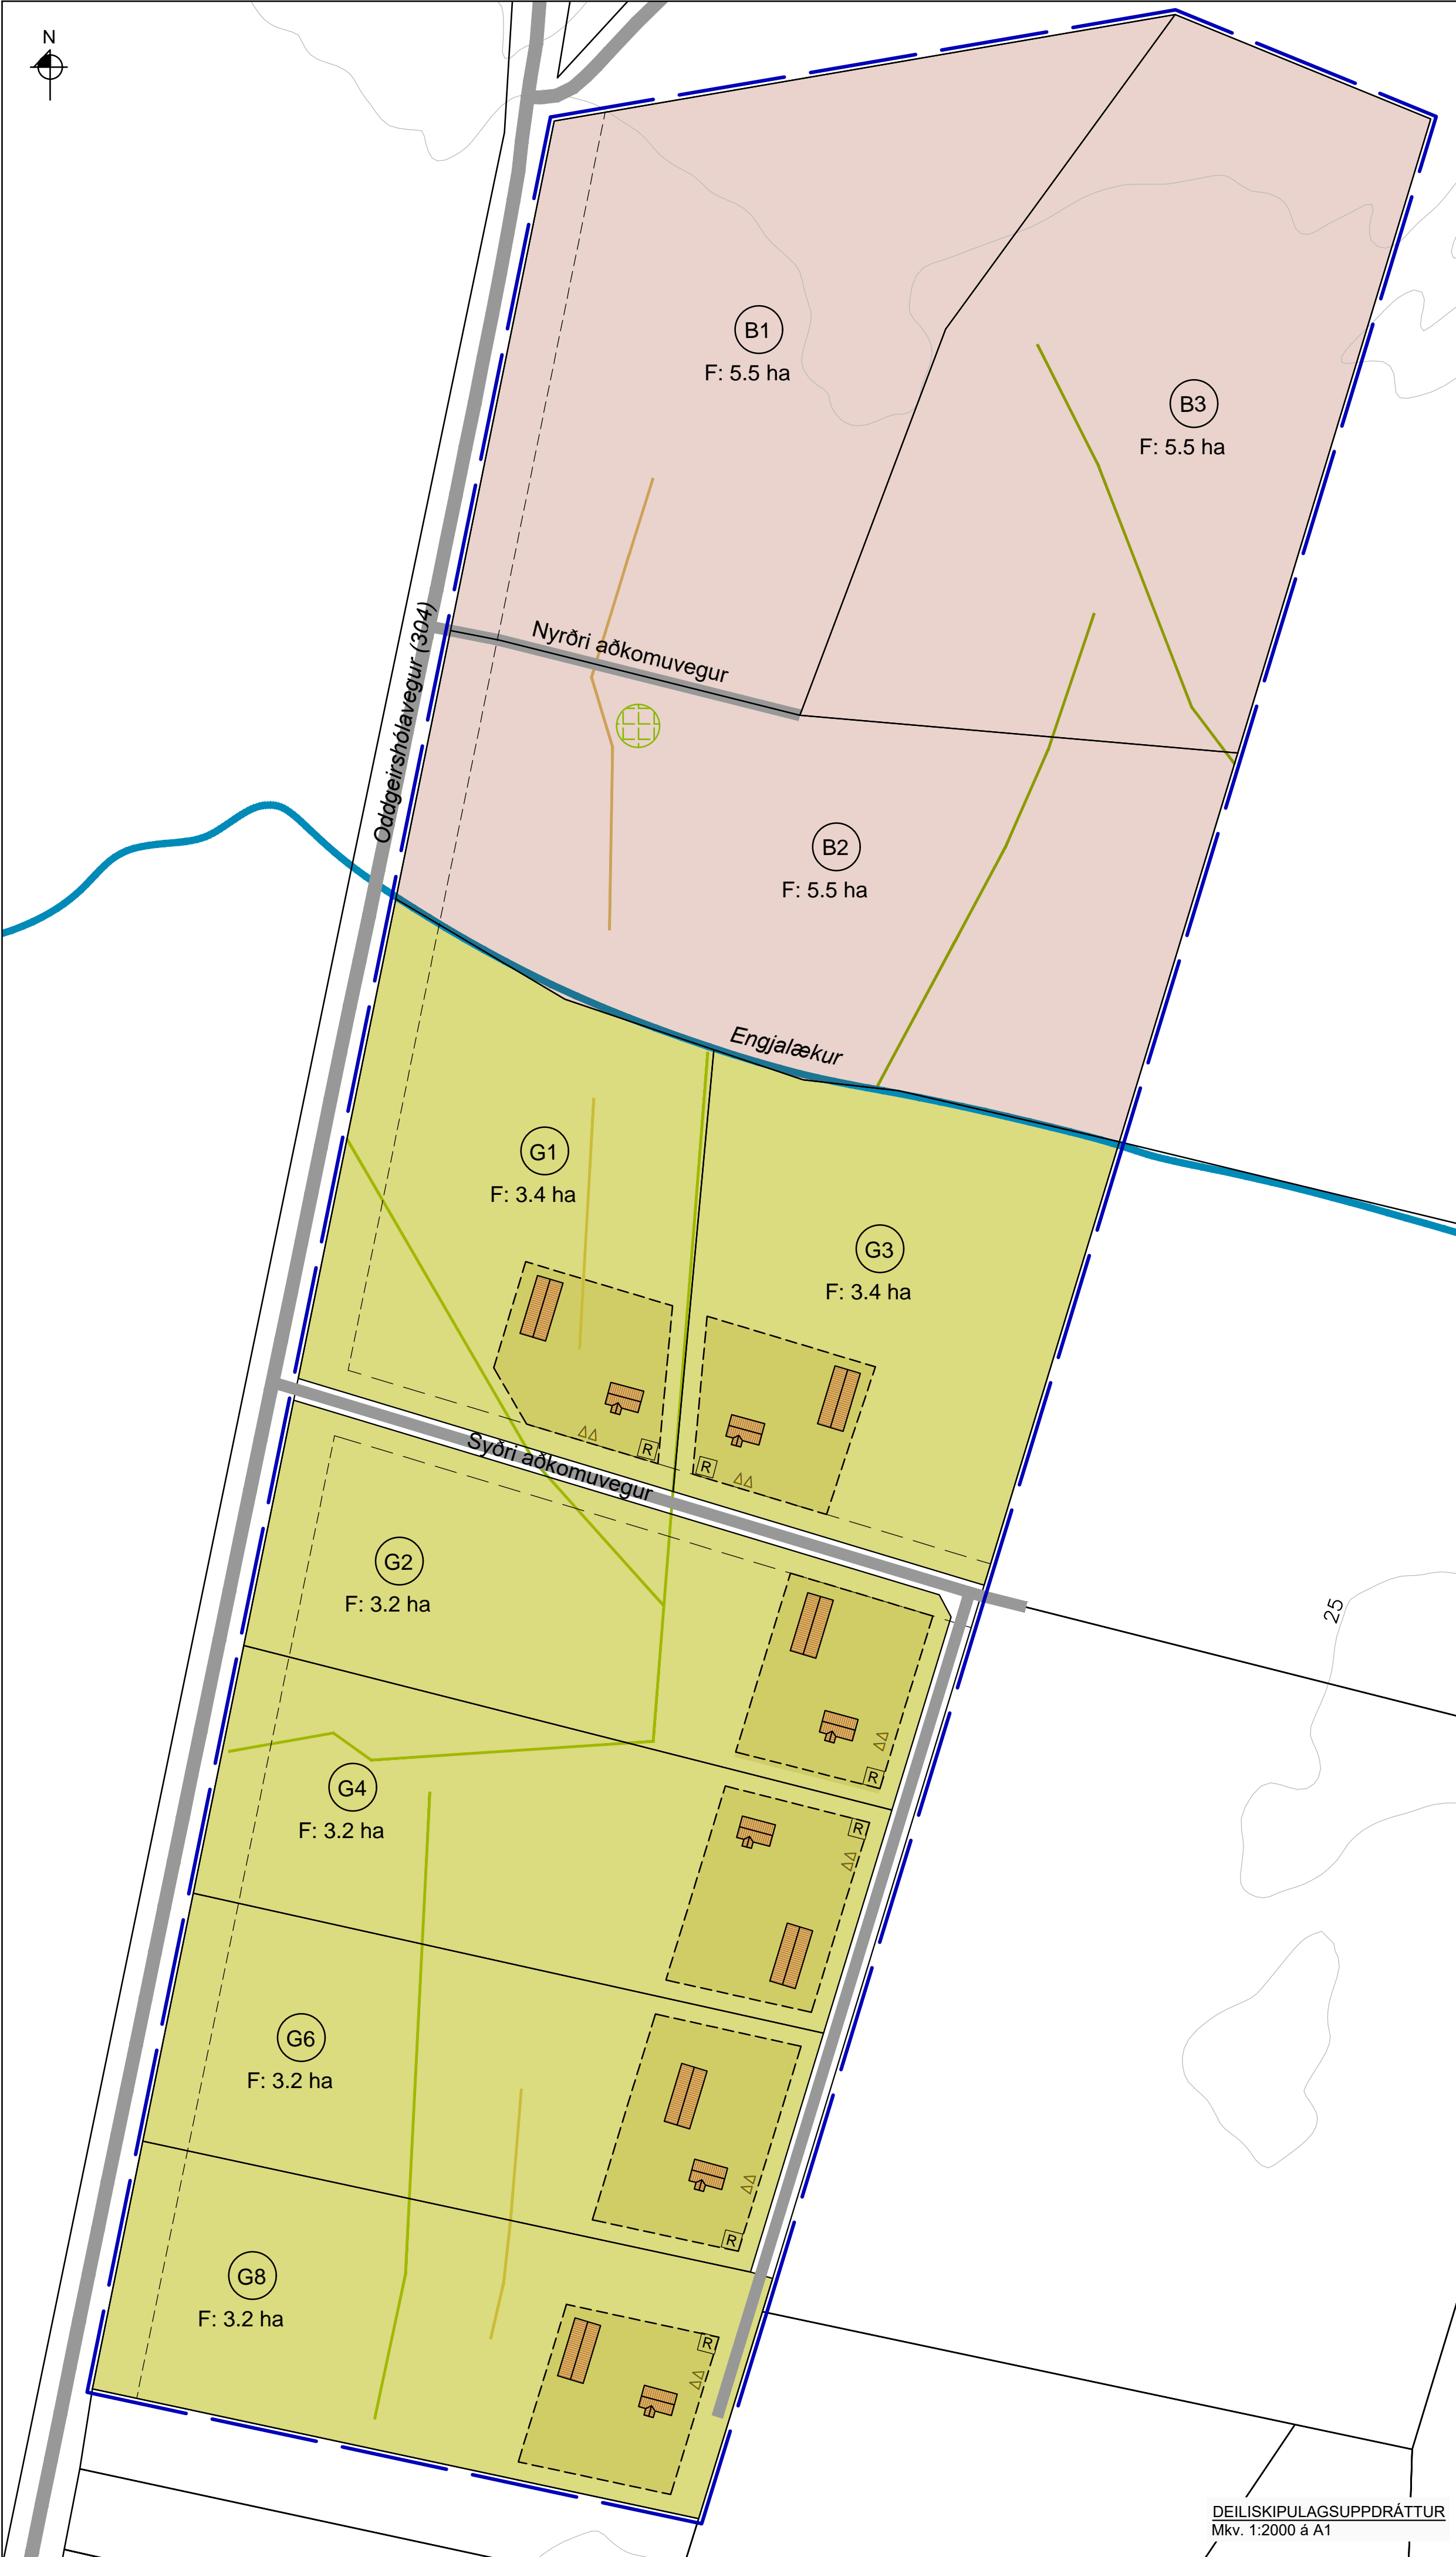 N
B1
F: 5.5 ha
B3
F: 5.5 ha
Oddgeirshólavegur (304)
Nyrðri aðkomuvegur
B2
F: 5.5 ha
Engjalækur
G1
F: 3.4 ha
G3
F: 3.4 ha
R
R
Syðri aðkomuvegur
G2
F: 3.2 ha
25
R
G4
F: 3.2 ha
R
G6
F: 3.2 ha
R
G8
F: 3.2 ha
R
DEILISKIPULAGSUPPDRÁTTUR
Mkv. 1:2000 á A1